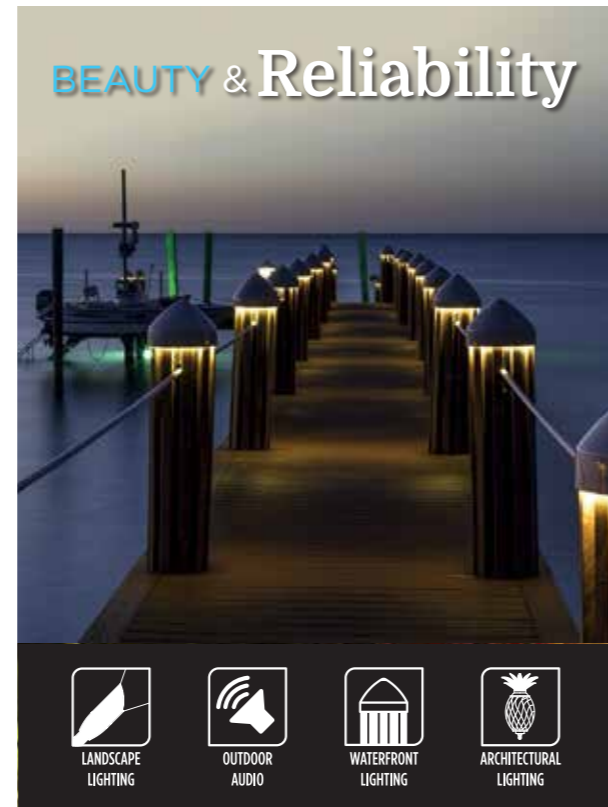 BEAUTY & Reliability
LANDSCAPE
LIGHTING
OUTDOOR
AUDIO
WATERFRONT
LIGHTING
ARCHITECTURAL
LIGHTING